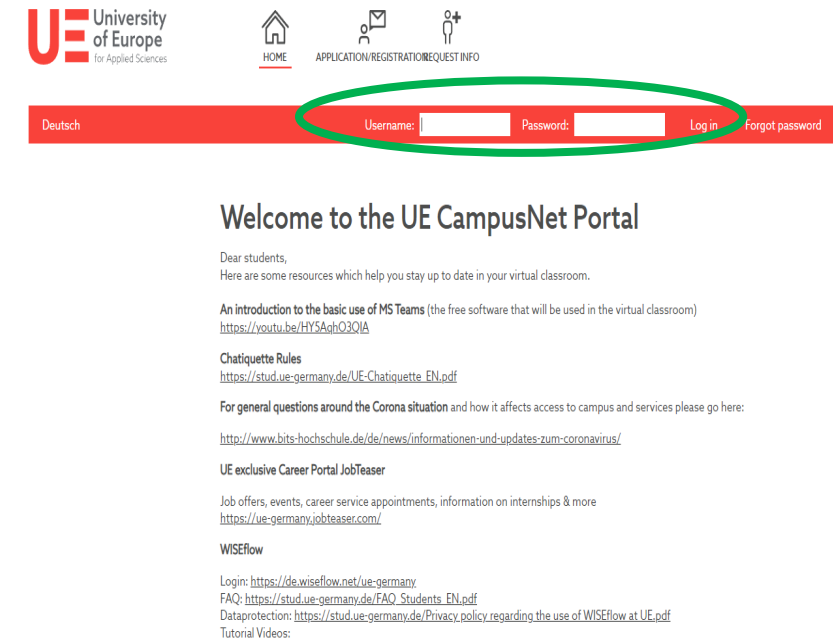 University
of Europe
for Applied Sciences
HOME
APPLICATION/REGISTRATION
REQUEST INFO
Deutsch
Username:
Password:
Log in
Forgot password
Welcome to the UE CampusNet Portal
Dear students,
Here are some resources which help you stay up to date in your virtual classroom.
An introduction to the basic use of MS Teams (the free software that will be used in the virtual classroom)
https://youtu.be/HY5AqhO3QIA
Chatiquette Rules
https://stud.ue-germany.de/UE-Chatiquette_EN.pdf
For general questions around the Corona situation and how it affects access to campus and services please go here:
http://www.bits-hochschule.de/de/news/informationen-und-updates-zum-coronavirus/
UE exclusive Career Portal JobTeaser
Job offers, events, career service appointments, information on internships & more
https://ue-germany.jobteaser.com/
WISEflow
Login: https://de.wiseflow.net/ue-germany
FAQ: https://stud.ue-germany.de/FAQ_Students_EN.pdf
Dataprotection: https://stud.ue-germany.de/Privacy policy regarding the use of WISEflow at UE.pdf
Tutorial Videos: